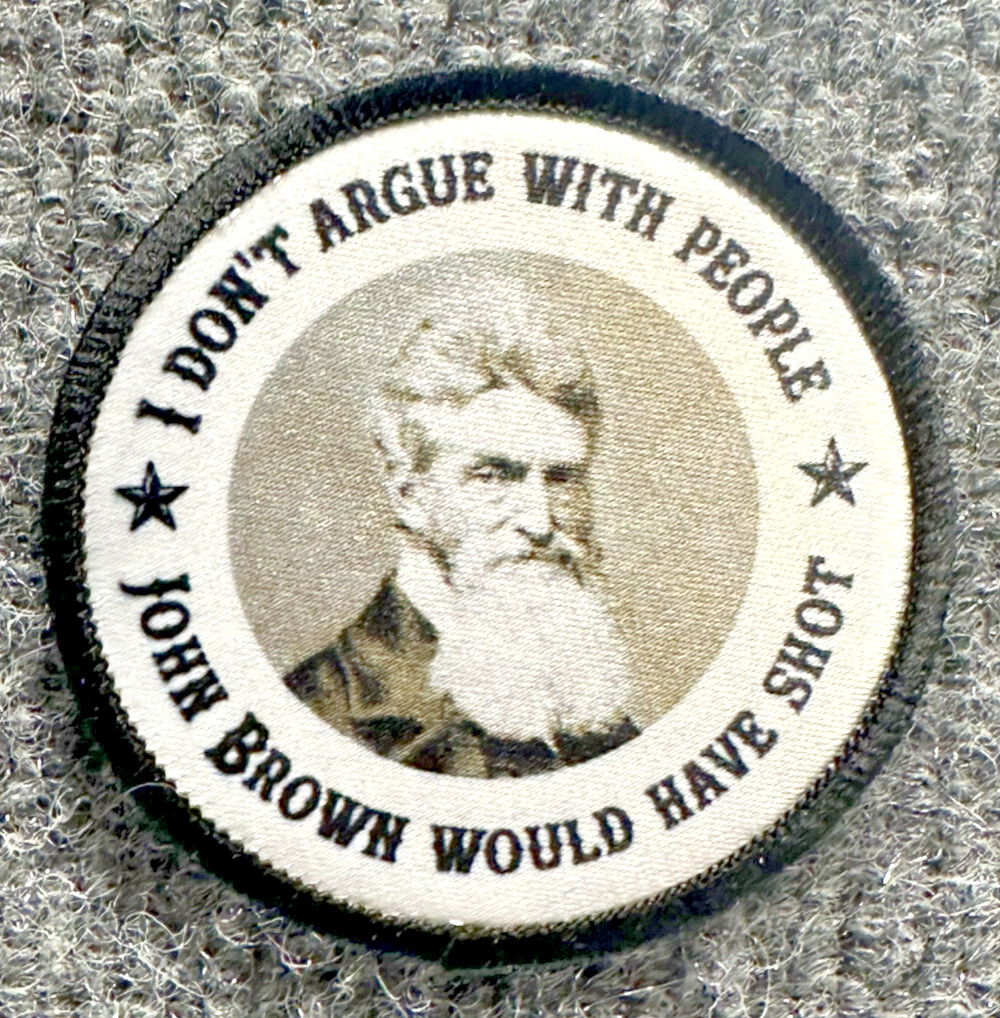 I DON'T ARGUE WITH PEOPLE
JOHN BROWN WOULD HAVE SHOT